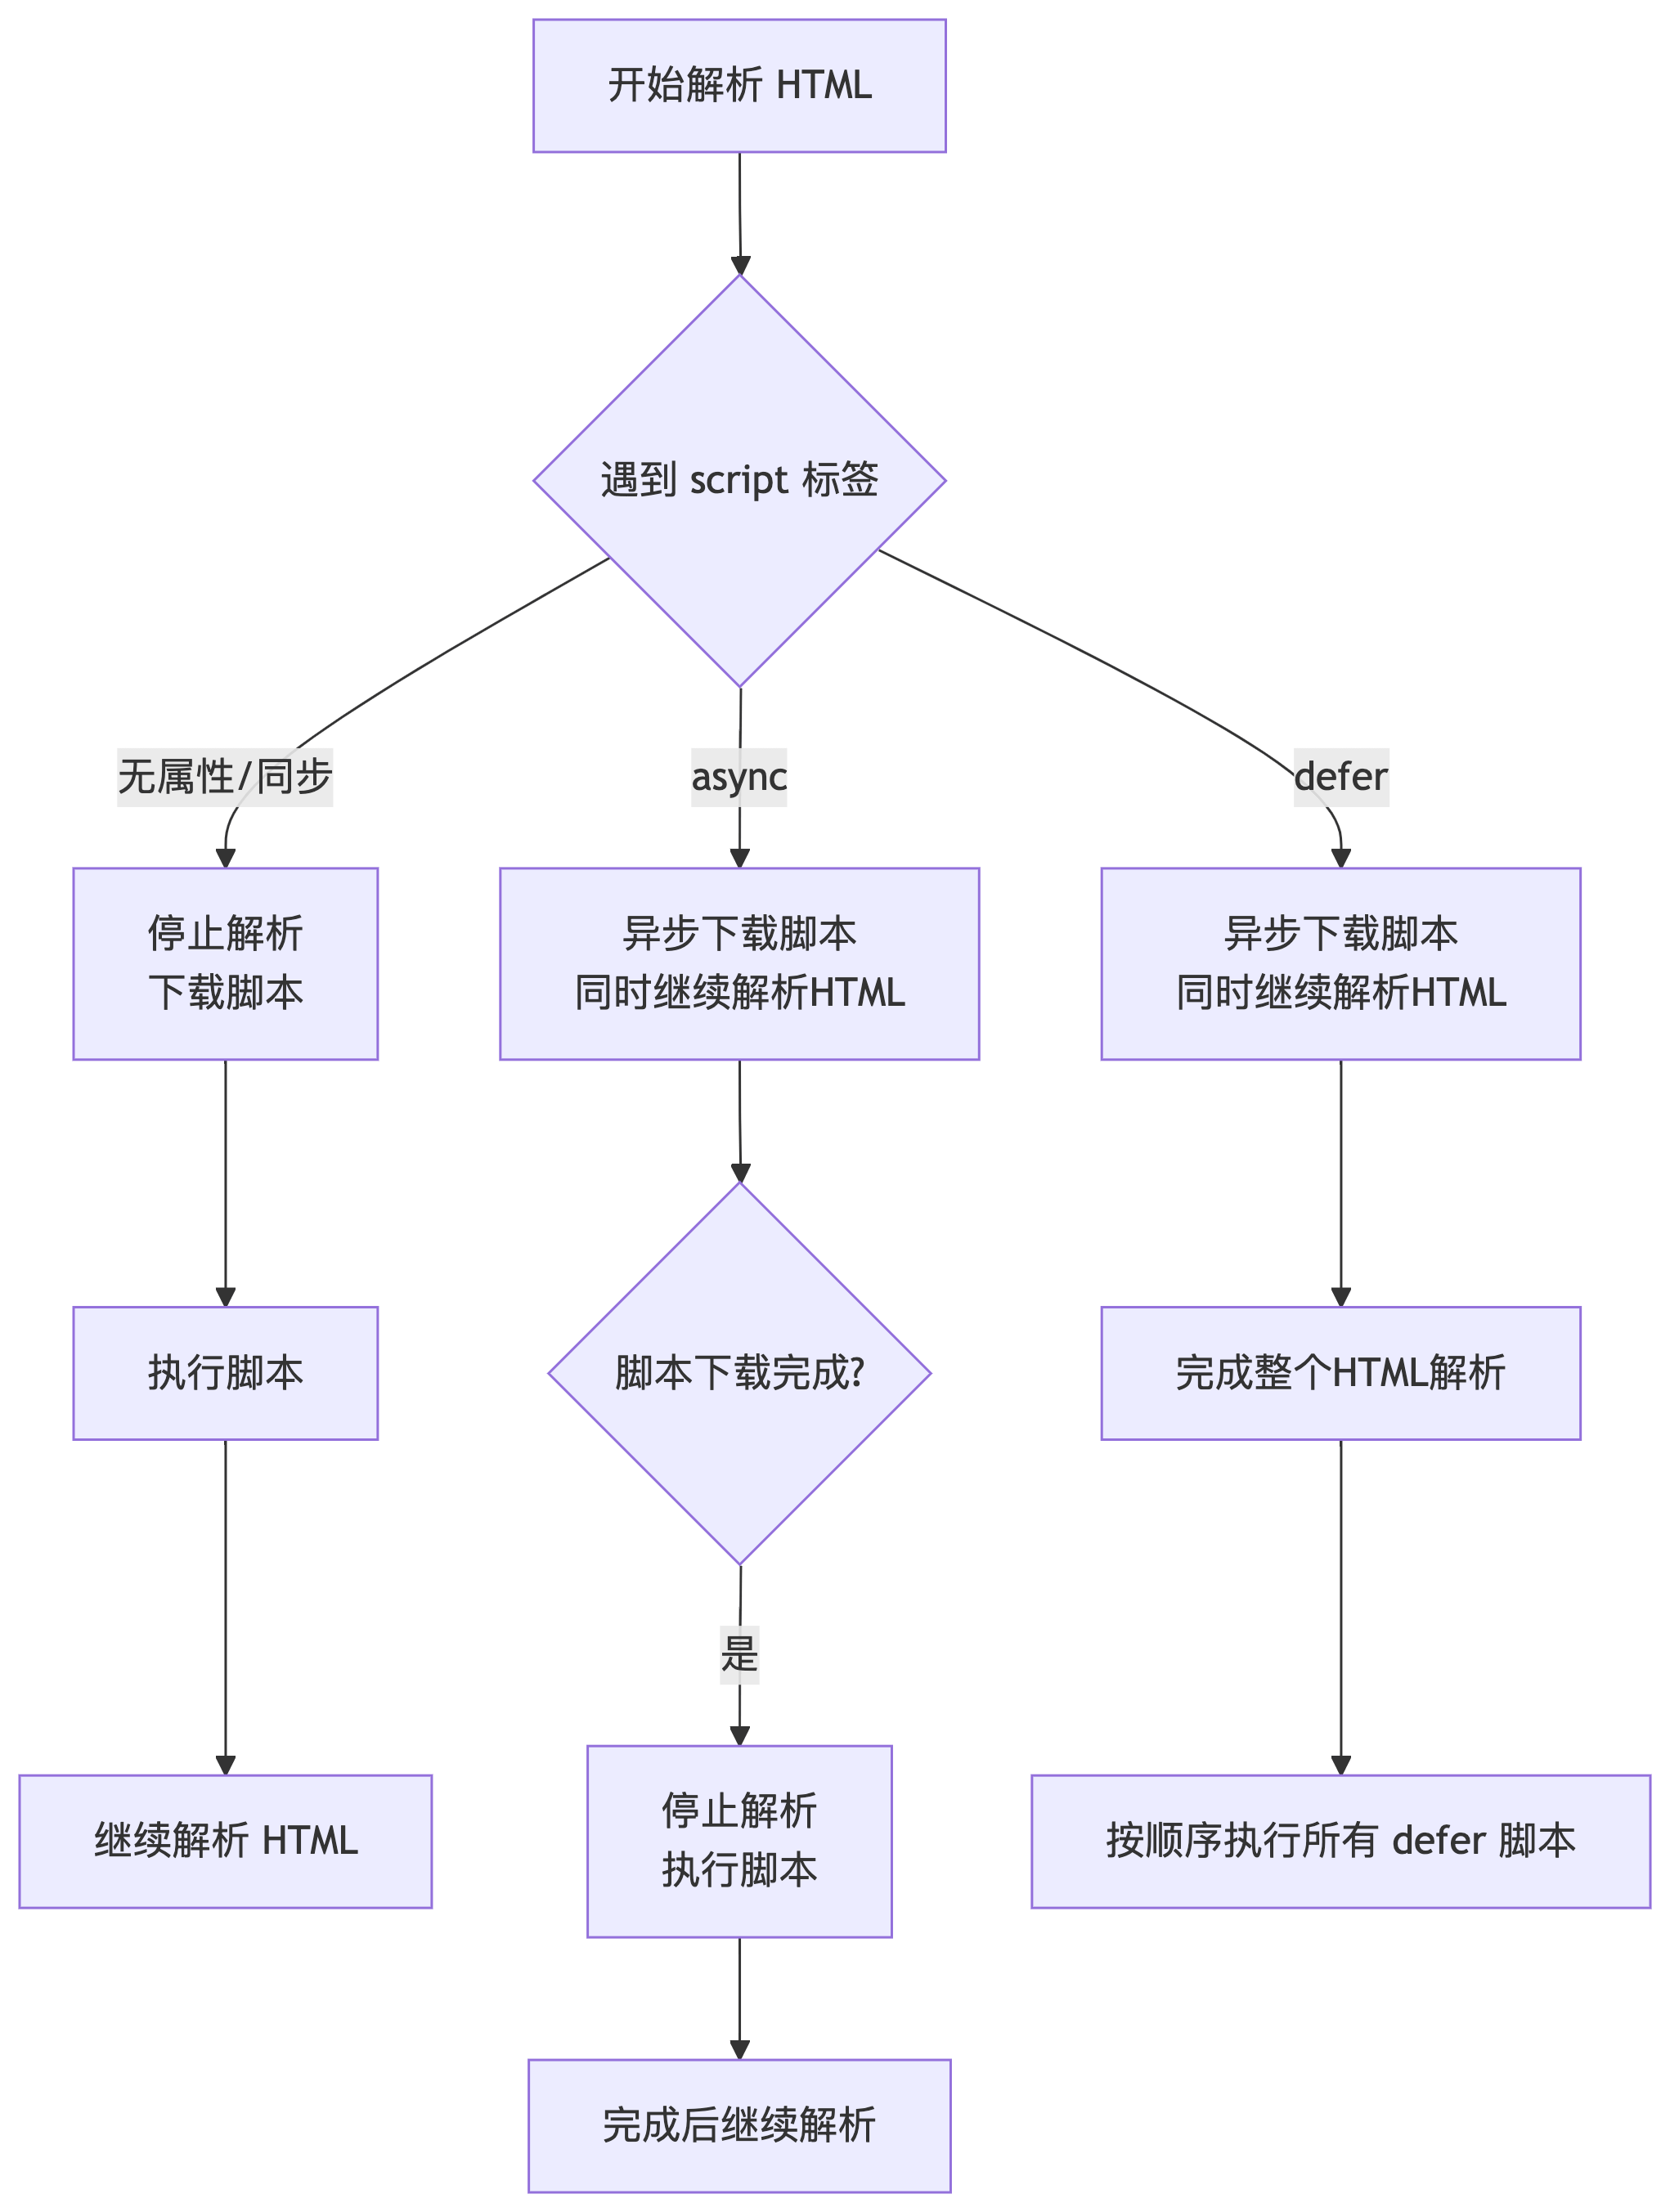 开始解析 HTML
遇到 script 标签
无属性/同步
async
defer
停止解析
下载脚本
异步下载脚本
同时继续解析HTML
异步下载脚本
同时继续解析HTML
执行脚本
脚本下载完成?
完成整个HTML解析
是
继续解析 HTML
停止解析
执行脚本
按顺序执行所有 defer 脚本
完成后继续解析